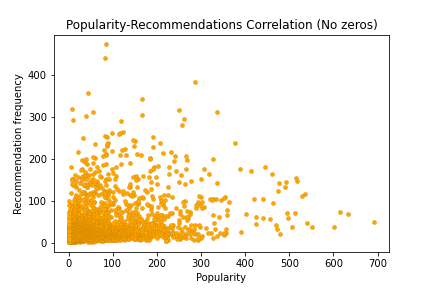 Popularity-Recommendations Correlation (No zeros)
Recommendation frequency
400
300
200
100
0
0 100 200 300 400 500 600 700
Popularity